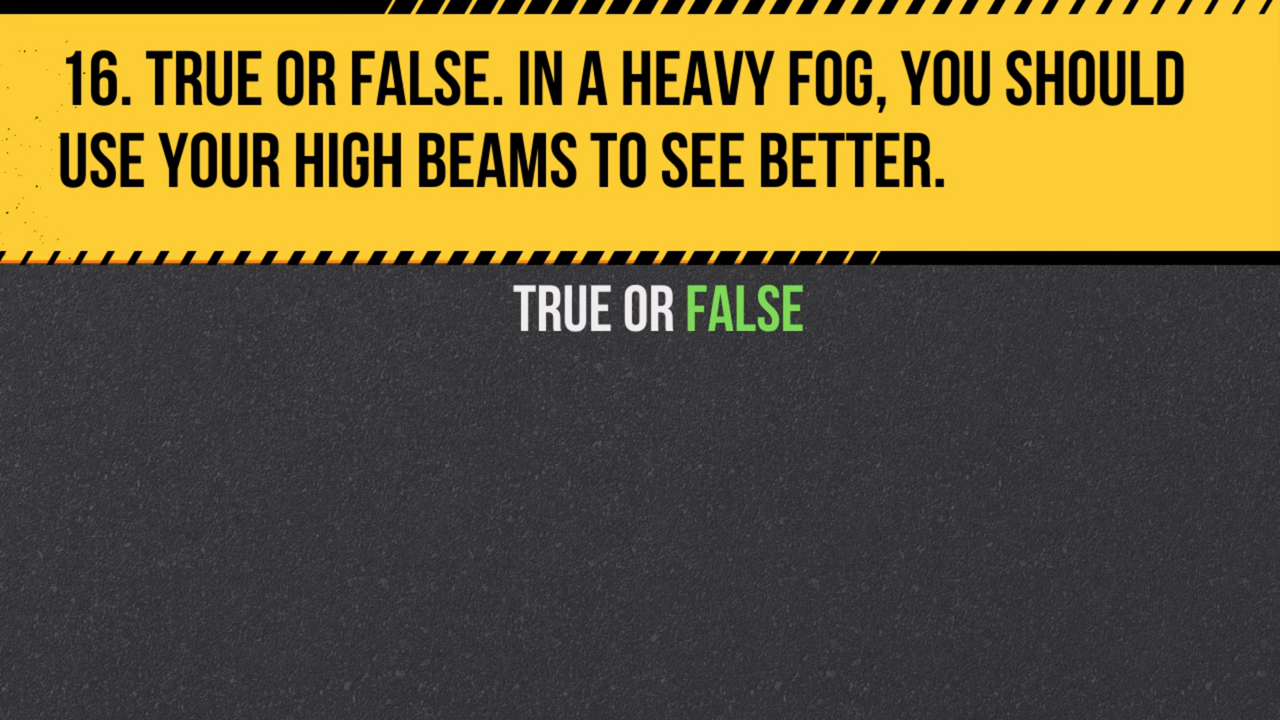 16. TRUE OR FALSE. IN A HEAVY FOG, YOU SHOULD
USE YOUR HIGH BEAMS TO SEE BETTER.
TRUE OR FALSE